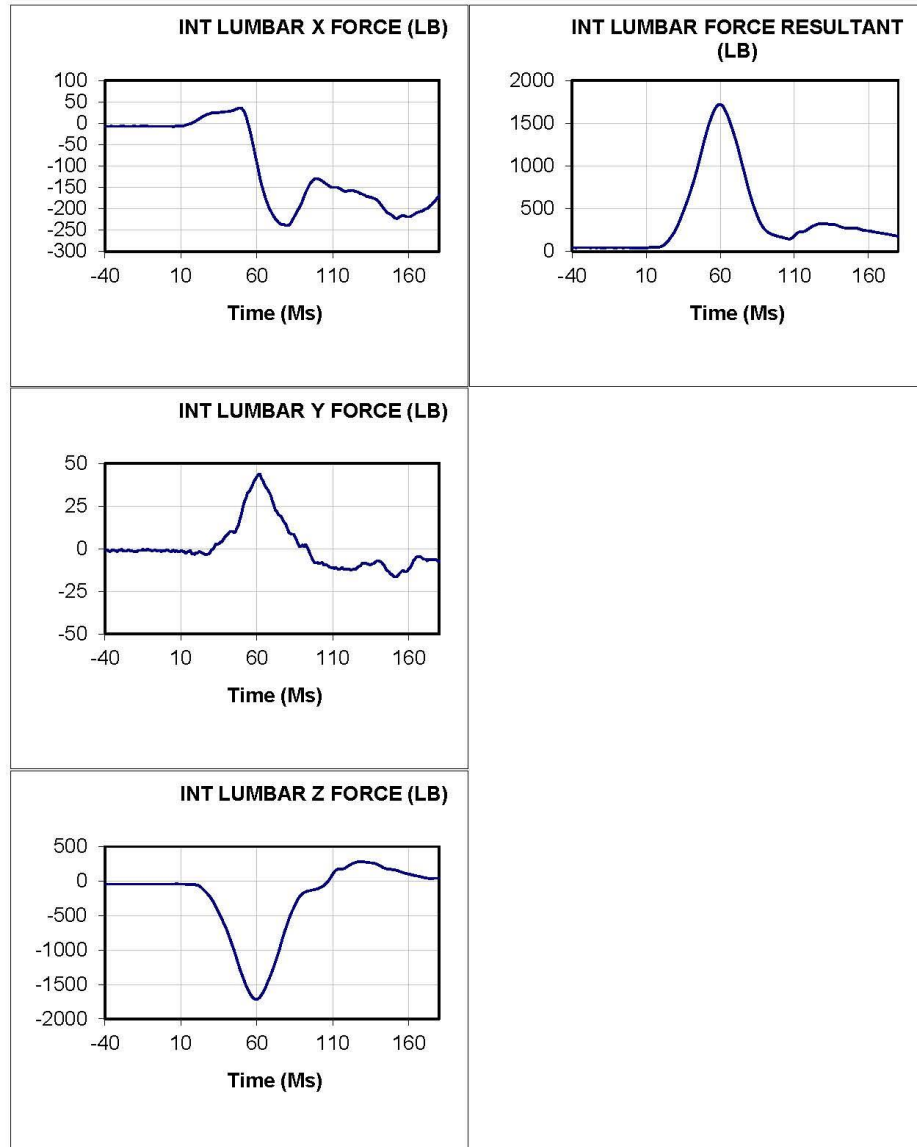 INT LUMBAR X FORCE (LB)
100
50
0
-50
-100
-150
-200
-250
-300
-40 10 60 110 160
Time (Ms)
INT LUMBAR FORCE RESULTANT
(LB)
2000
1500
1000
500
0
-40 10 60 110 160
Time (Ms)
INT LUMBAR Y FORCE (LB)
50
25
0
-25
-50
-40 10 60 110 160
Time (Ms)
INT LUMBAR Z FORCE (LB)
500
0
-500
-1000
-1500
-2000
-40 10 60 110 160
Time (Ms)